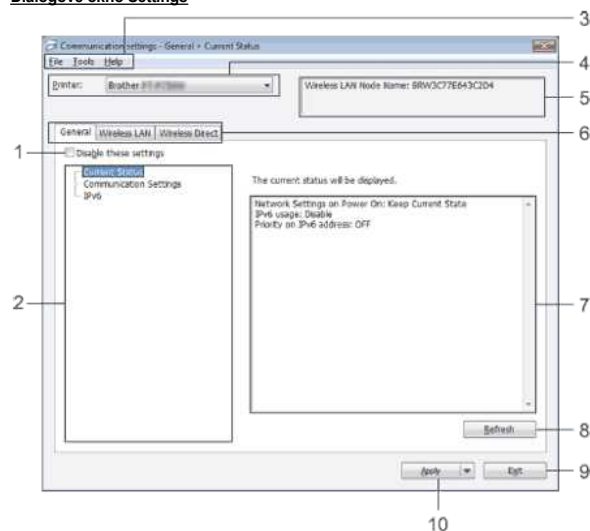 Dialogové okno Settings
3
Communication settings - General > Current Status
File Tools Help
4
Printer: Brother
Wireless LAN Node Name: BRW3C77E643C2D4
5
General Wireless LAN Wireless Direct
6
1
Disable these settings
Current Status
Communication Settings
IPv6
The current status will be displayed.
Network Settings on Power On: Keep Current State
IPv6 usage: Disable
Priority on IPv6 address: OFF
2
7
Refresh
8
Apply
Exit
9
10